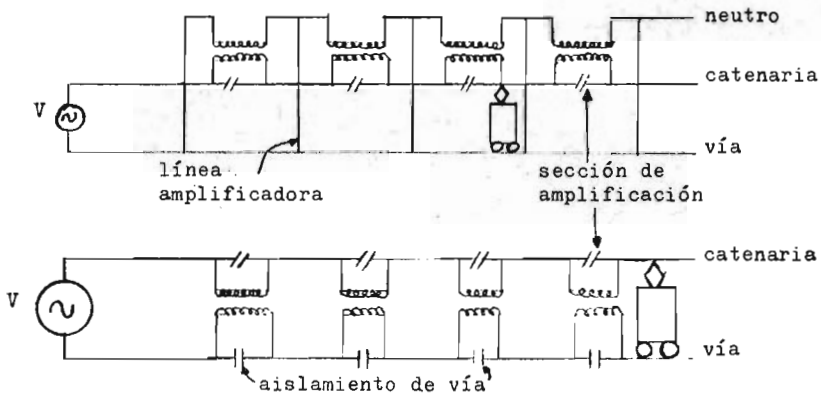 neutro
catenaria
V
vía
línea
amplificadora
sección de
amplificación
catenaria
V
vía
aislamiento de vía